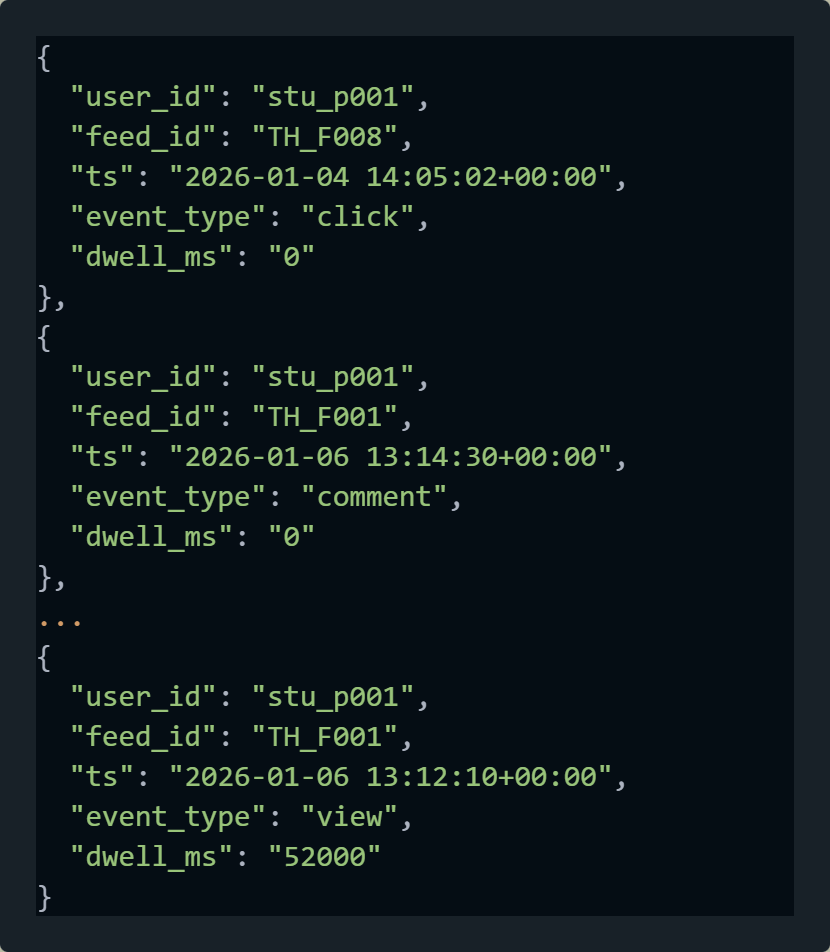 {
  "user_id": "stu_p001",
  "feed_id": "TH_F008",
  "ts": "2026-01-04 14:05:02+00:00",
  "event_type": "click",
  "dwell_ms": "0"
},
{
  "user_id": "stu_p001",
  "feed_id": "TH_F001",
  "ts": "2026-01-06 13:14:30+00:00",
  "event_type": "comment",
  "dwell_ms": "0"
},
...
{
  "user_id": "stu_p001",
  "feed_id": "TH_F001",
  "ts": "2026-01-06 13:12:10+00:00",
  "event_type": "view",
  "dwell_ms": "52000"
}